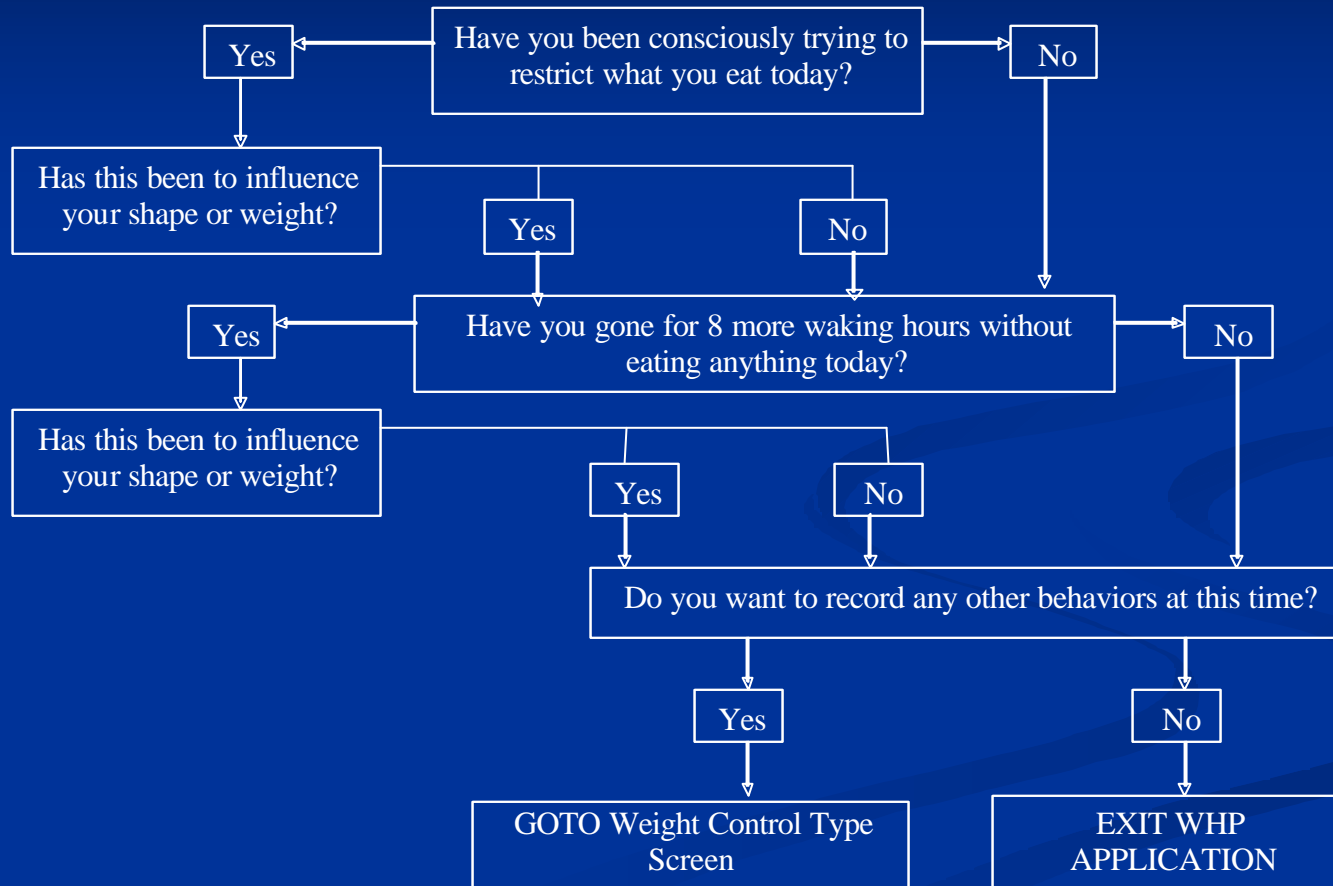 Have you been consciously trying to
restrict what you eat today?
Yes
No
Has this been to influence
your shape or weight?
Yes
No
Have you gone for 8 more waking hours without
eating anything today?
Yes
No
Has this been to influence
your shape or weight?
Yes
No
Do you want to record any other behaviors at this time?
Yes
No
GOTO Weight Control Type
Screen
EXIT WHP
APPLICATION